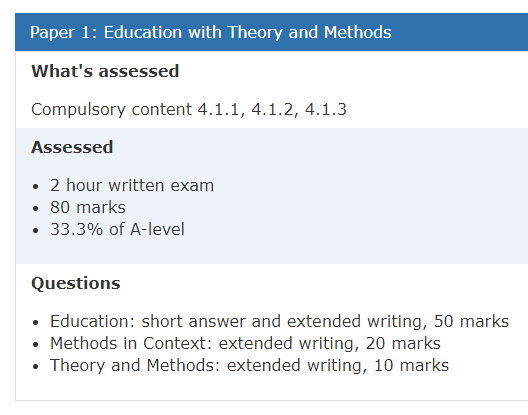 Paper 1: Education with Theory and Methods
What's assessed
Compulsory content 4.1.1, 4.1.2, 4.1.3
Assessed
• 2 hour written exam
• 80 marks
• 33.3% of A-level
Questions
• Education: short answer and extended writing, 50 marks
• Methods in Context: extended writing, 20 marks
• Theory and Methods: extended writing, 10 marks